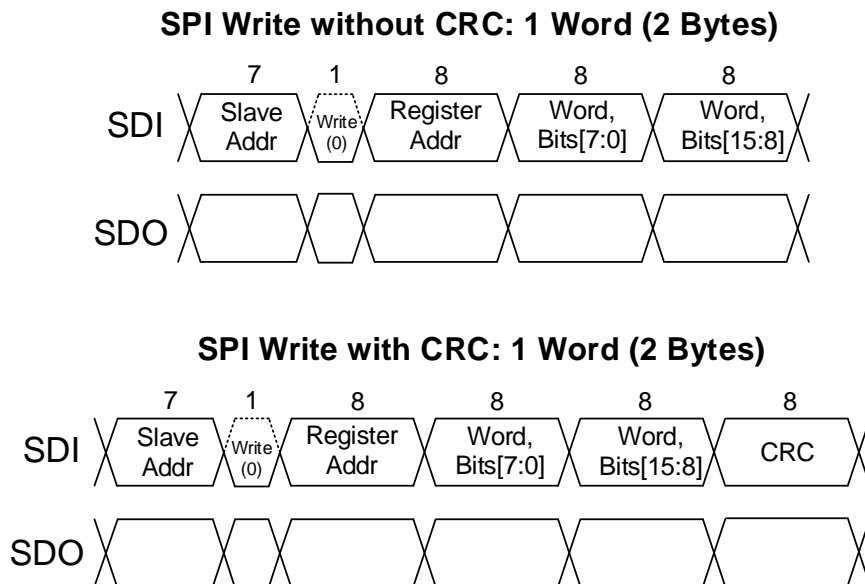 SPI Write without CRC: 1 Word (2 Bytes)
7 1 8 8 8
SDI Slave Addr Write (0) Register Addr Word, Bits[7:0] Word, Bits[15:8]
SDO
SPI Write with CRC: 1 Word (2 Bytes)
7 1 8 8 8 8
SDI Slave Addr Write (0) Register Addr Word, Bits[7:0] Word, Bits[15:8] CRC
SDO